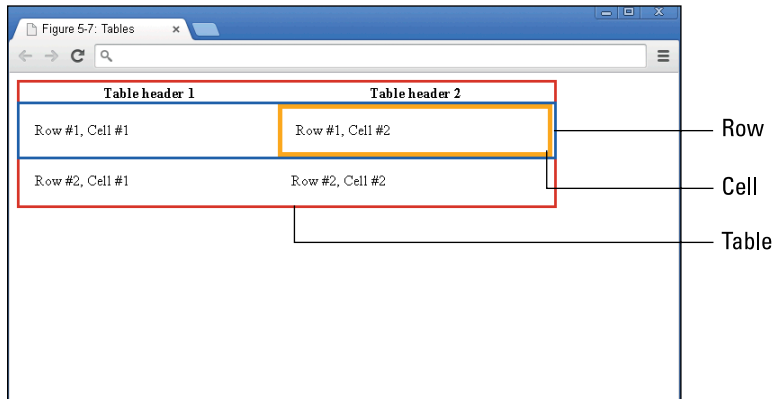 Figure 5-7: Tables
Table header 1 Table header 2
Row #1, Cell #1 Row #1, Cell #2
Row
Cell
Row #2, Cell #1 Row #2, Cell #2
Table